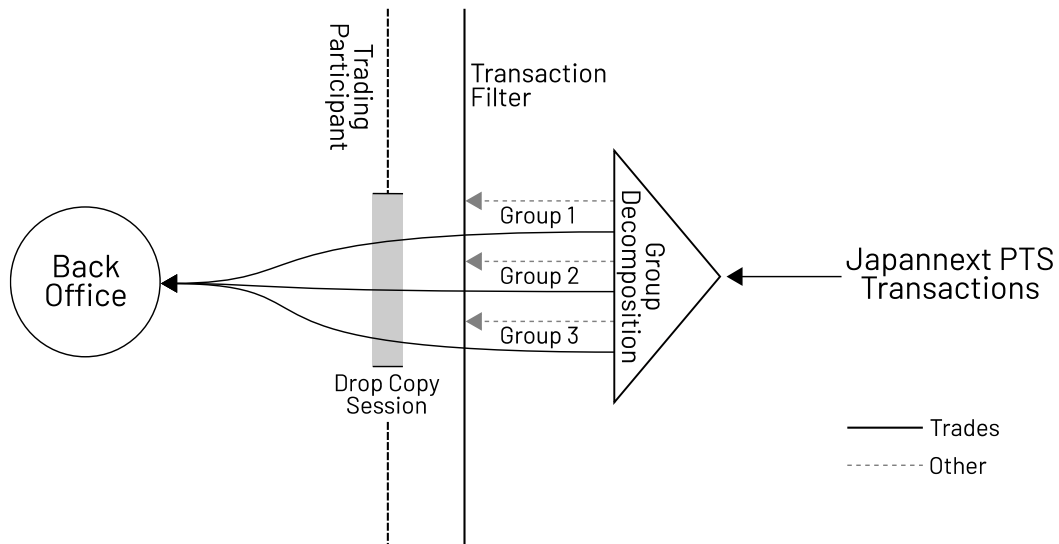 Trading
Participant
Transaction
Filter
Group 1
Group 2
Group 3
Group
Decomposition
Back
Office
Japannext PTS
Transactions
Drop Copy
Session
Trades
Other